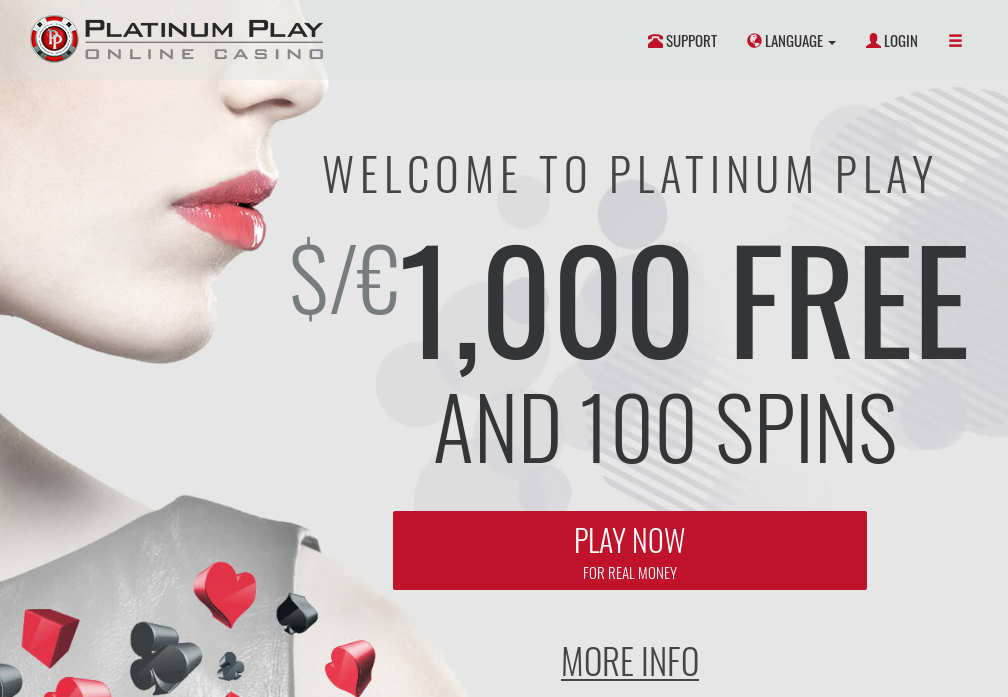 PLATINUM PLAY
ONLINE CASINO
PP
SUPPORT
LANGUAGE
LOGIN
WELCOME TO PLATINUM PLAY
$/€1,000 FREE
AND 100 SPINS
PLAY NOW
FOR REAL MONEY
MORE INFO